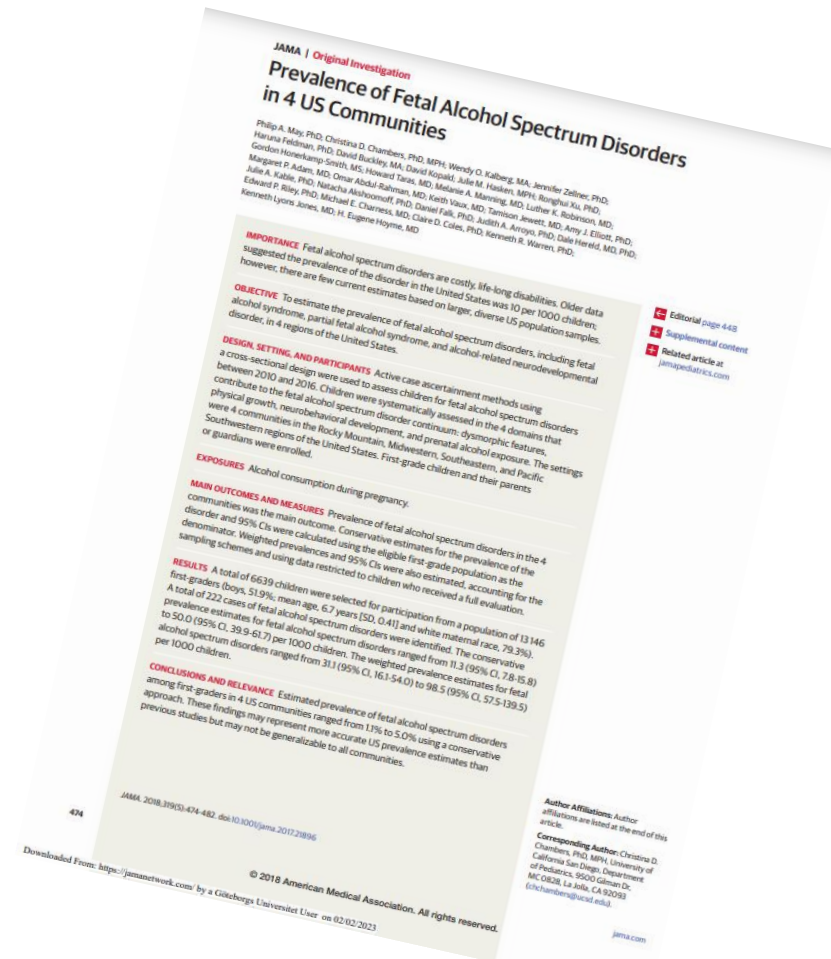 JAMA | Original Investigation
Prevalence of Fetal Alcohol Spectrum Disorders
in 4 US Communities
Philip A. May, PhD; Christina D. Chambers, PhD, MPH; Wendy O. Kalberg, MA; Jennifer Zellner, PhD;
Haruna Feldman, PhD; David Buckley, MA; David Kopald; Julie M. Hasken, MPH; Ronghui Xu, PhD;
Gordon Honerkamp-Smith, MS; Howard Taras, MD; Melanie A. Manning, MD; Luther K. Robinson, MD;
Margaret P. Adam, MD; Omar Abdul-Rahman, MD; Keith Vaux, MD; Tamison Jewett, MD; Amy J. Elliott, PhD;
Julie A. Kable, PhD; Natacha Akshoomoff, PhD; Daniel Falk, PhD; Judith A. Arroyo, PhD; Dale Hereld, MD, PhD;
Edward P. Riley, PhD; Michael E. Charness, MD; Claire D. Coles, PhD; Kenneth R. Warren, PhD;
Kenneth Lyons Jones, MD; H. Eugene Hoyme, MD
IMPORTANCE Fetal alcohol spectrum disorders are costly, life-long disabilities. Older data
suggested the prevalence of the disorder in the United States was 10 per 1000 children;
however, there are few current estimates based on larger, diverse US population samples.
OBJECTIVE To estimate the prevalence of fetal alcohol spectrum disorders, including fetal
alcohol syndrome, partial fetal alcohol syndrome, and alcohol-related neurodevelopmental
disorder, in 4 regions of the United States.
DESIGN, SETTING, AND PARTICIPANTS Active case ascertainment methods using
a cross-sectional design were used to assess children for fetal alcohol spectrum disorders
between 2010 and 2016. Children were systematically assessed in the 4 domains that
contribute to the fetal alcohol spectrum disorder continuum: dysmorphic features,
physical growth, neurobehavioral development, and prenatal alcohol exposure. The settings
were 4 communities in the Rocky Mountain, Midwestern, Southeastern, and Pacific
Southwestern regions of the United States. First-grade children and their parents
or guardians were enrolled.
EXPOSURES Alcohol consumption during pregnancy.
MAIN OUTCOMES AND MEASURES Prevalence of fetal alcohol spectrum disorders in the 4
communities was the main outcome. Conservative estimates for the prevalence of the
disorder and 95% CIs were calculated using the eligible first-grade population as the
denominator. Weighted prevalences and 95% CIs were also estimated, accounting for the
sampling schemes and using data restricted to children who received a full evaluation.
RESULTS A total of 6639 children were selected for participation from a population of 13 146
first-graders (boys, 51.9%; mean age, 6.7 years [SD, 0.41] and white maternal race, 79.3%).
A total of 222 cases of fetal alcohol spectrum disorders were identified. The conservative
prevalence estimates for fetal alcohol spectrum disorders ranged from 11.3 (95% CI, 7.8-15.8)
to 50.0 (95% CI, 39.9-61.7) per 1000 children. The weighted prevalence estimates for fetal
alcohol spectrum disorders ranged from 31.1 (95% CI, 16.1-54.0) to 98.5 (95% CI, 57.5-139.5)
per 1000 children.
CONCLUSIONS AND RELEVANCE Estimated prevalence of fetal alcohol spectrum disorders
among first-graders in 4 US communities ranged from 1.1% to 5.0% using a conservative
approach. These findings may represent more accurate US prevalence estimates than
previous studies but may not be generalizable to all communities.
JAMA. 2018;319(5):474-482. doi:10.1001/jama.2017.21896
Editorial page 448
Supplemental content
Related article at
jamapediatrics.com
Author Affiliations: Author
affiliations are listed at the end of this
article.
Corresponding Author: Christina D.
Chambers, PhD, MPH, University of
California San Diego, Department
of Pediatrics, 9500 Gilman Dr,
MC 0828, La Jolla, CA 92093
(chchambers@ucsd.edu).
474
jama.com
© 2018 American Medical Association. All rights reserved.
Downloaded From: https://jamanetwork.com/ by a Göteborgs Universitet User on 02/02/2023